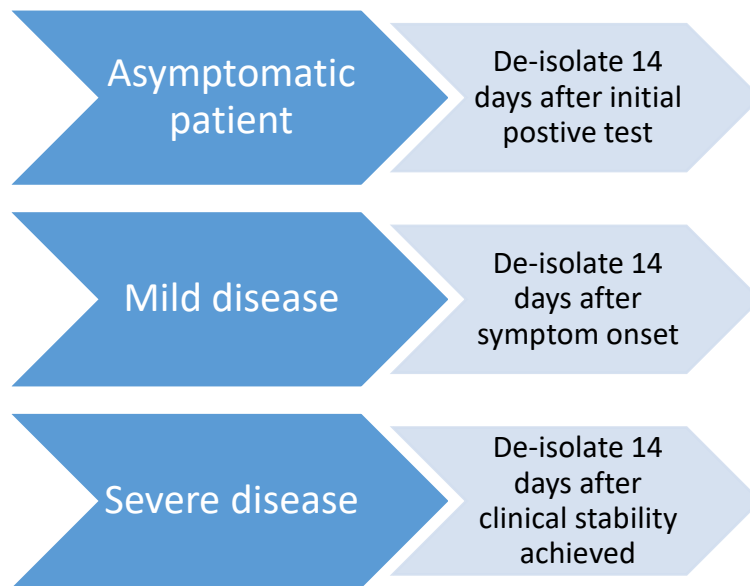 Asymptomatic
patient
De-isolate 14
days after initial
postive test
Mild disease
De-isolate 14
days after
symptom onset
Severe disease
De-isolate 14
days after
clinical stability
achieved